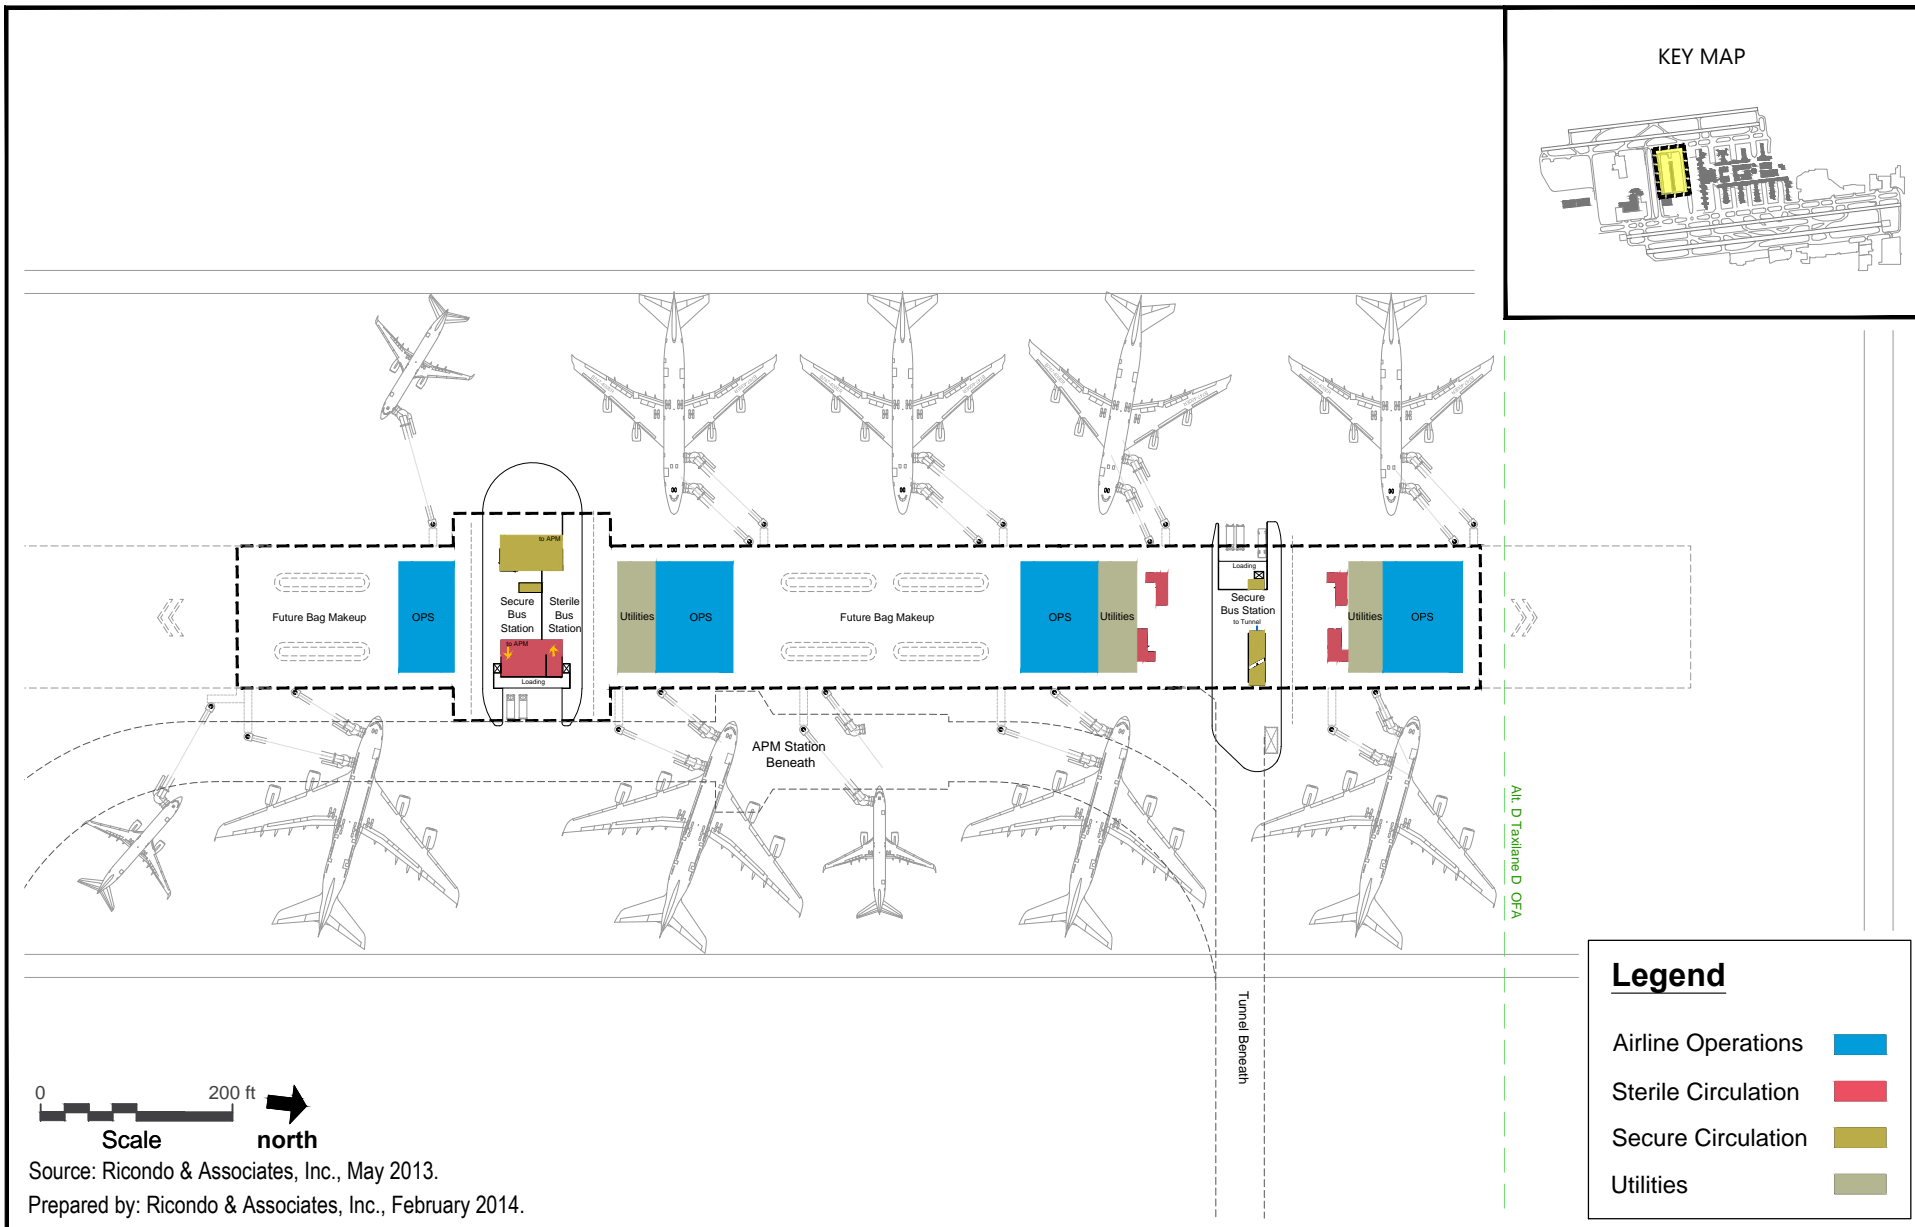 KEY MAP
to APM
Loading
Future Bag Makeup
OPS
Secure
Bus
Station
Sterile
Bus
Station
Utilities
OPS
Future Bag Makeup
OPS
Utilities
Secure
Bus Station
to Tunnel
Utilities
OPS
to APM
Loading
APM Station
Beneath
Alt. D Taxilane D OFA
Tunnel Beneath
Legend
Airline Operations
Sterile Circulation
Secure Circulation
Utilities
0
200 ft
Scale
north
Source: Ricondo & Associates, Inc., May 2013.
Prepared by: Ricondo & Associates, Inc., February 2014.